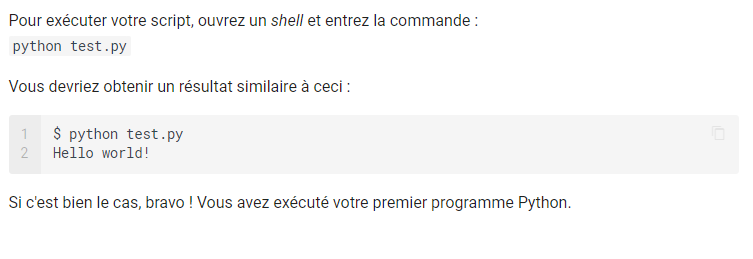 Pour exécuter votre script, ouvrez un shell et entrez la commande :
python test.py
Vous devriez obtenir un résultat similaire à ceci :
1 $ python test.py
2 Hello world!
Si c'est bien le cas, bravo ! Vous avez exécuté votre premier programme Python.